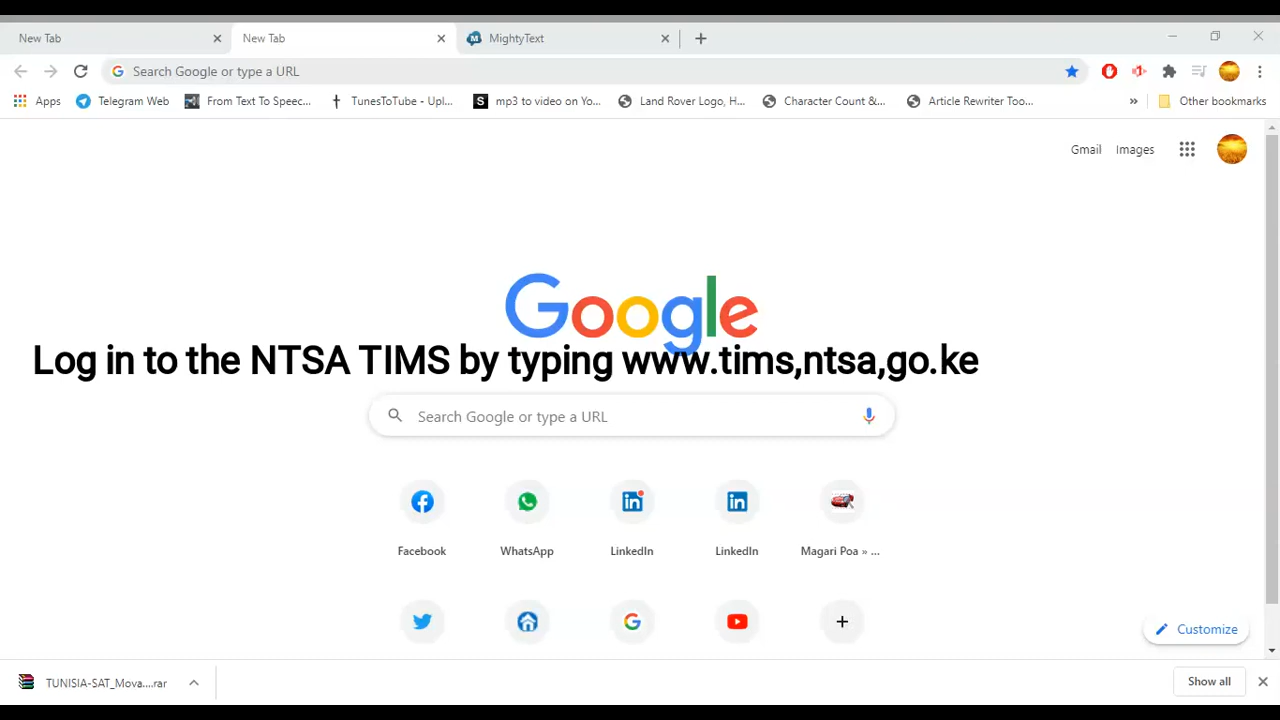 New Tab
New Tab
MightyText
Search Google or type a URL
Apps
Telegram Web
From Text To Speec...
TunesToTube - Upl...
mp3 to video on Yo...
Land Rover Logo, H...
Character Count &...
Article Rewriter Too...
»
Other bookmarks
Gmail
Images
Google
Log in to the NTSA TIMS by typing www.tims,ntsa,go.ke
Search Google or type a URL
Facebook
WhatsApp
LinkedIn
LinkedIn
Magari Poa » ...
Customize
TUNISIA-SAT_Mova....rar
Show all